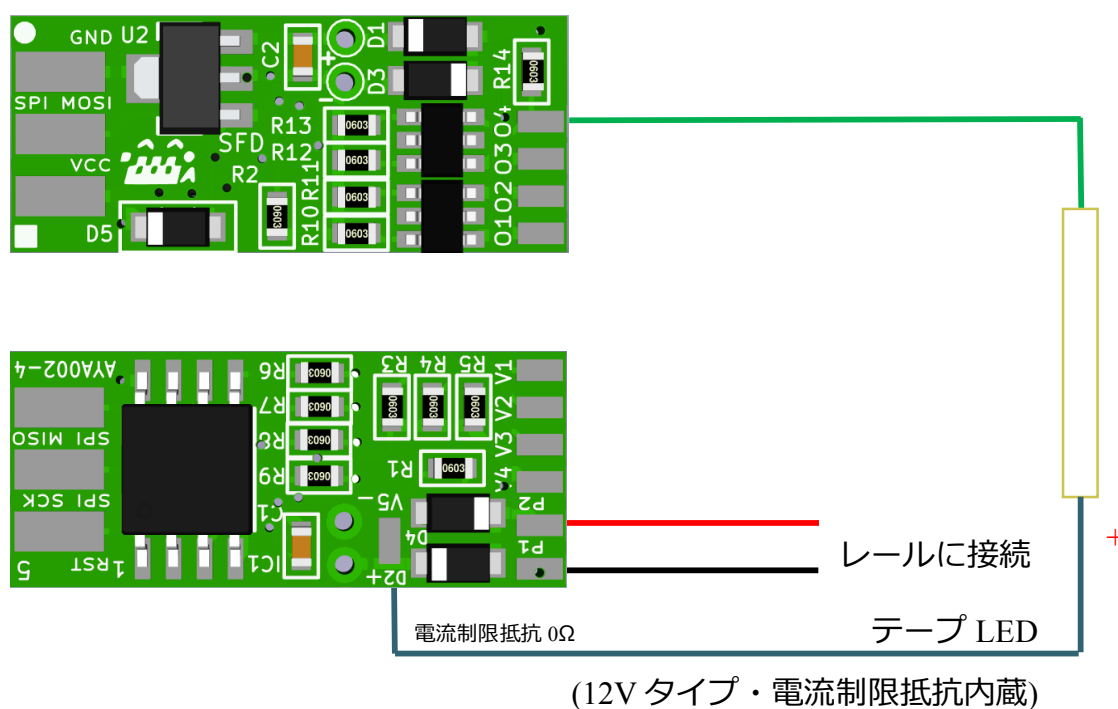 GND U2
C2
D1
D3
+
−
R14
SPI MOSI
VCC
SFD
R13
R12
R11
R10
R2
D5
0603
0603
0603
0603
0603
0603
O4
O3
O2
O1
AYA002-4
SPI MISO
SPI SCK
1RST
5
R6
R7
R8
R9
R3
R4
R5
R1
C1
IC1
0603
0603
0603
0603
0603
0603
0603
0603
V1
V2
V3
V4
V5
−
D4
D2+
P2
P1
レールに接続
+
電流制限抵抗 0Ω
テープ LED
(12V タイプ・電流制限抵抗内蔵)